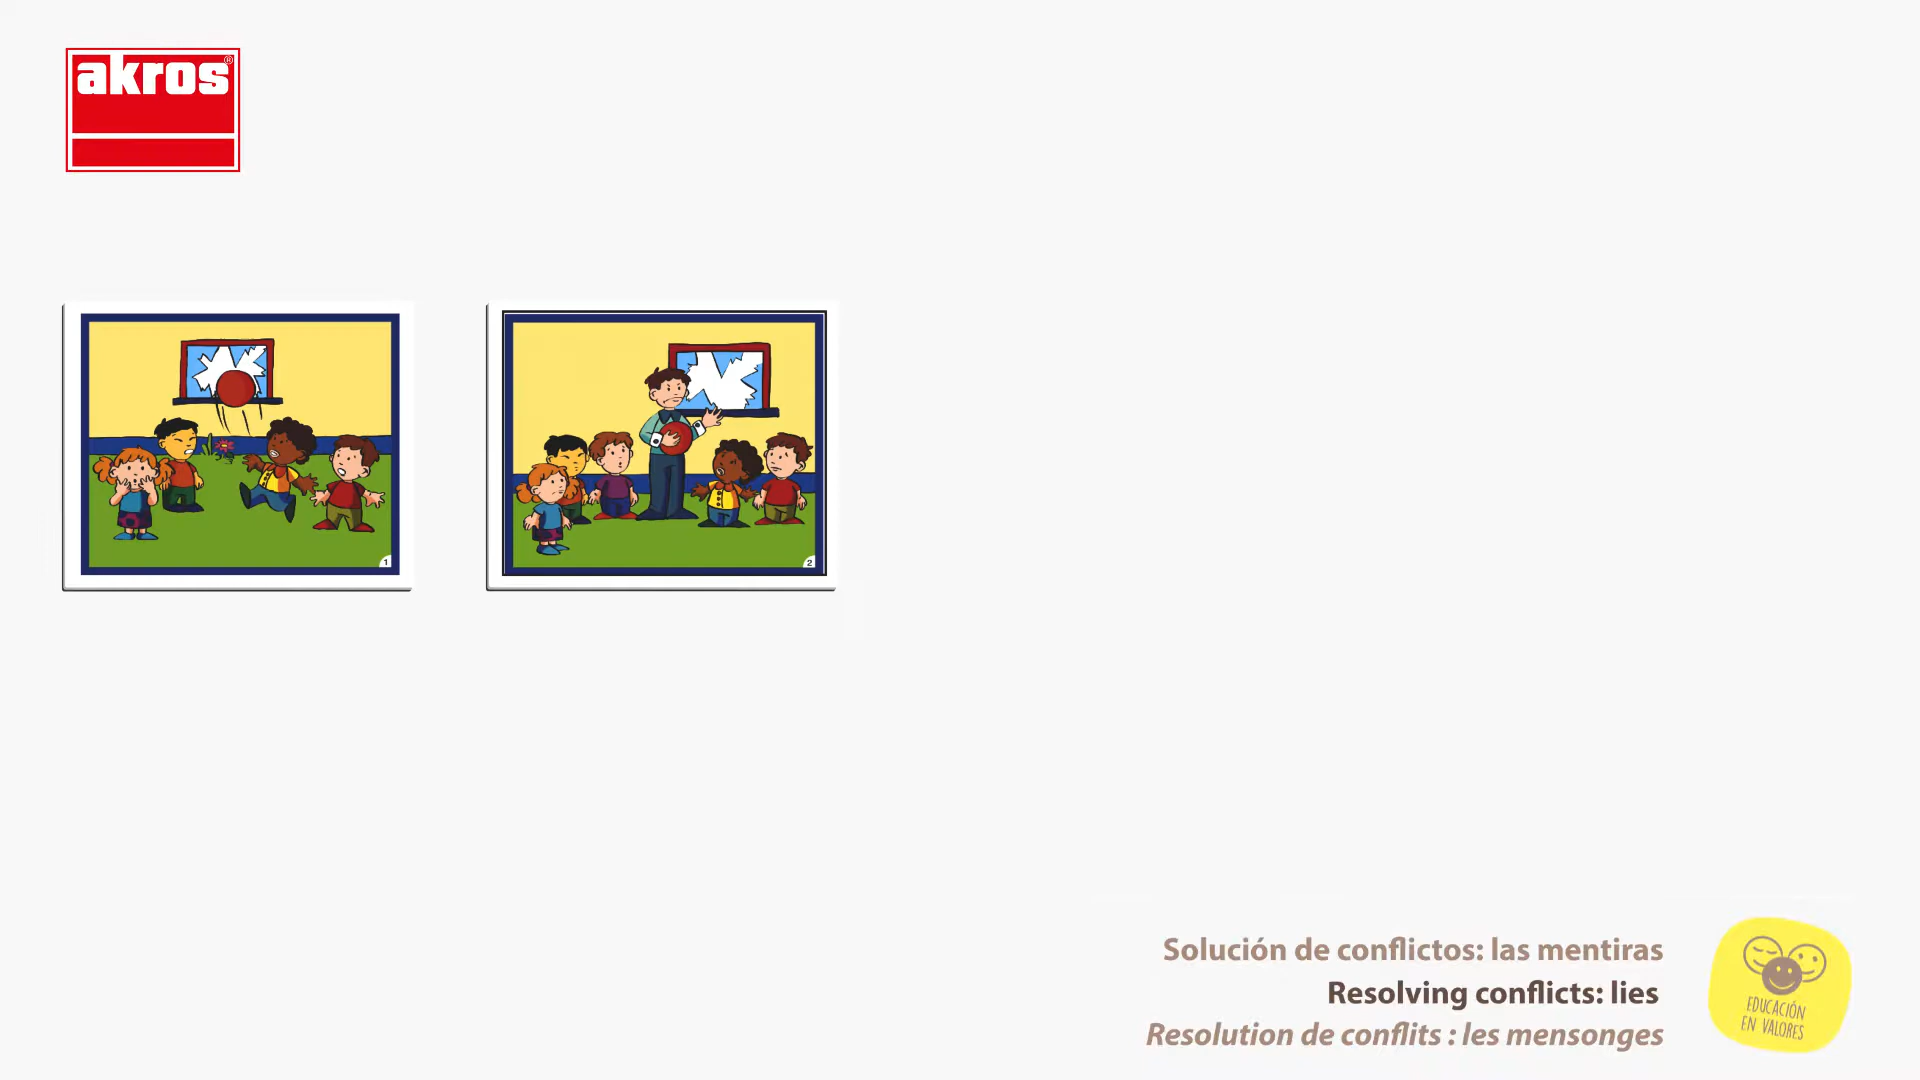 akros®
1
2
Solución de conflictos: las mentiras
Resolving conflicts: lies
Resolution de conflits : les mensonges
EDUCACIÓN
EN VALORES